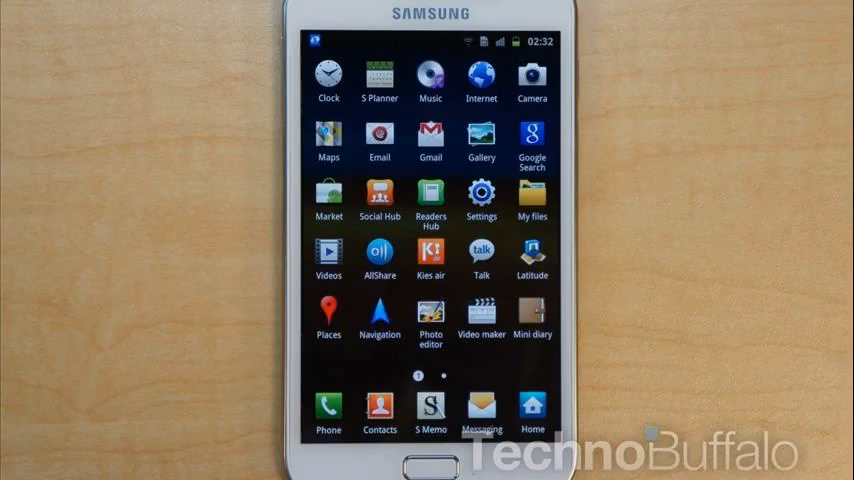 SAMSUNG
02:32
Clock S Planner Music Internet Camera
Maps Email Gmail Gallery Google
Search
Market Social Hub Readers Settings My files
Hub
Videos AllShare Kies air Talk Latitude
Places Navigation Photo Video maker Mini diary
editor
1
Phone Contacts S Memo Messaging Home
talk
TechnoBuffalo